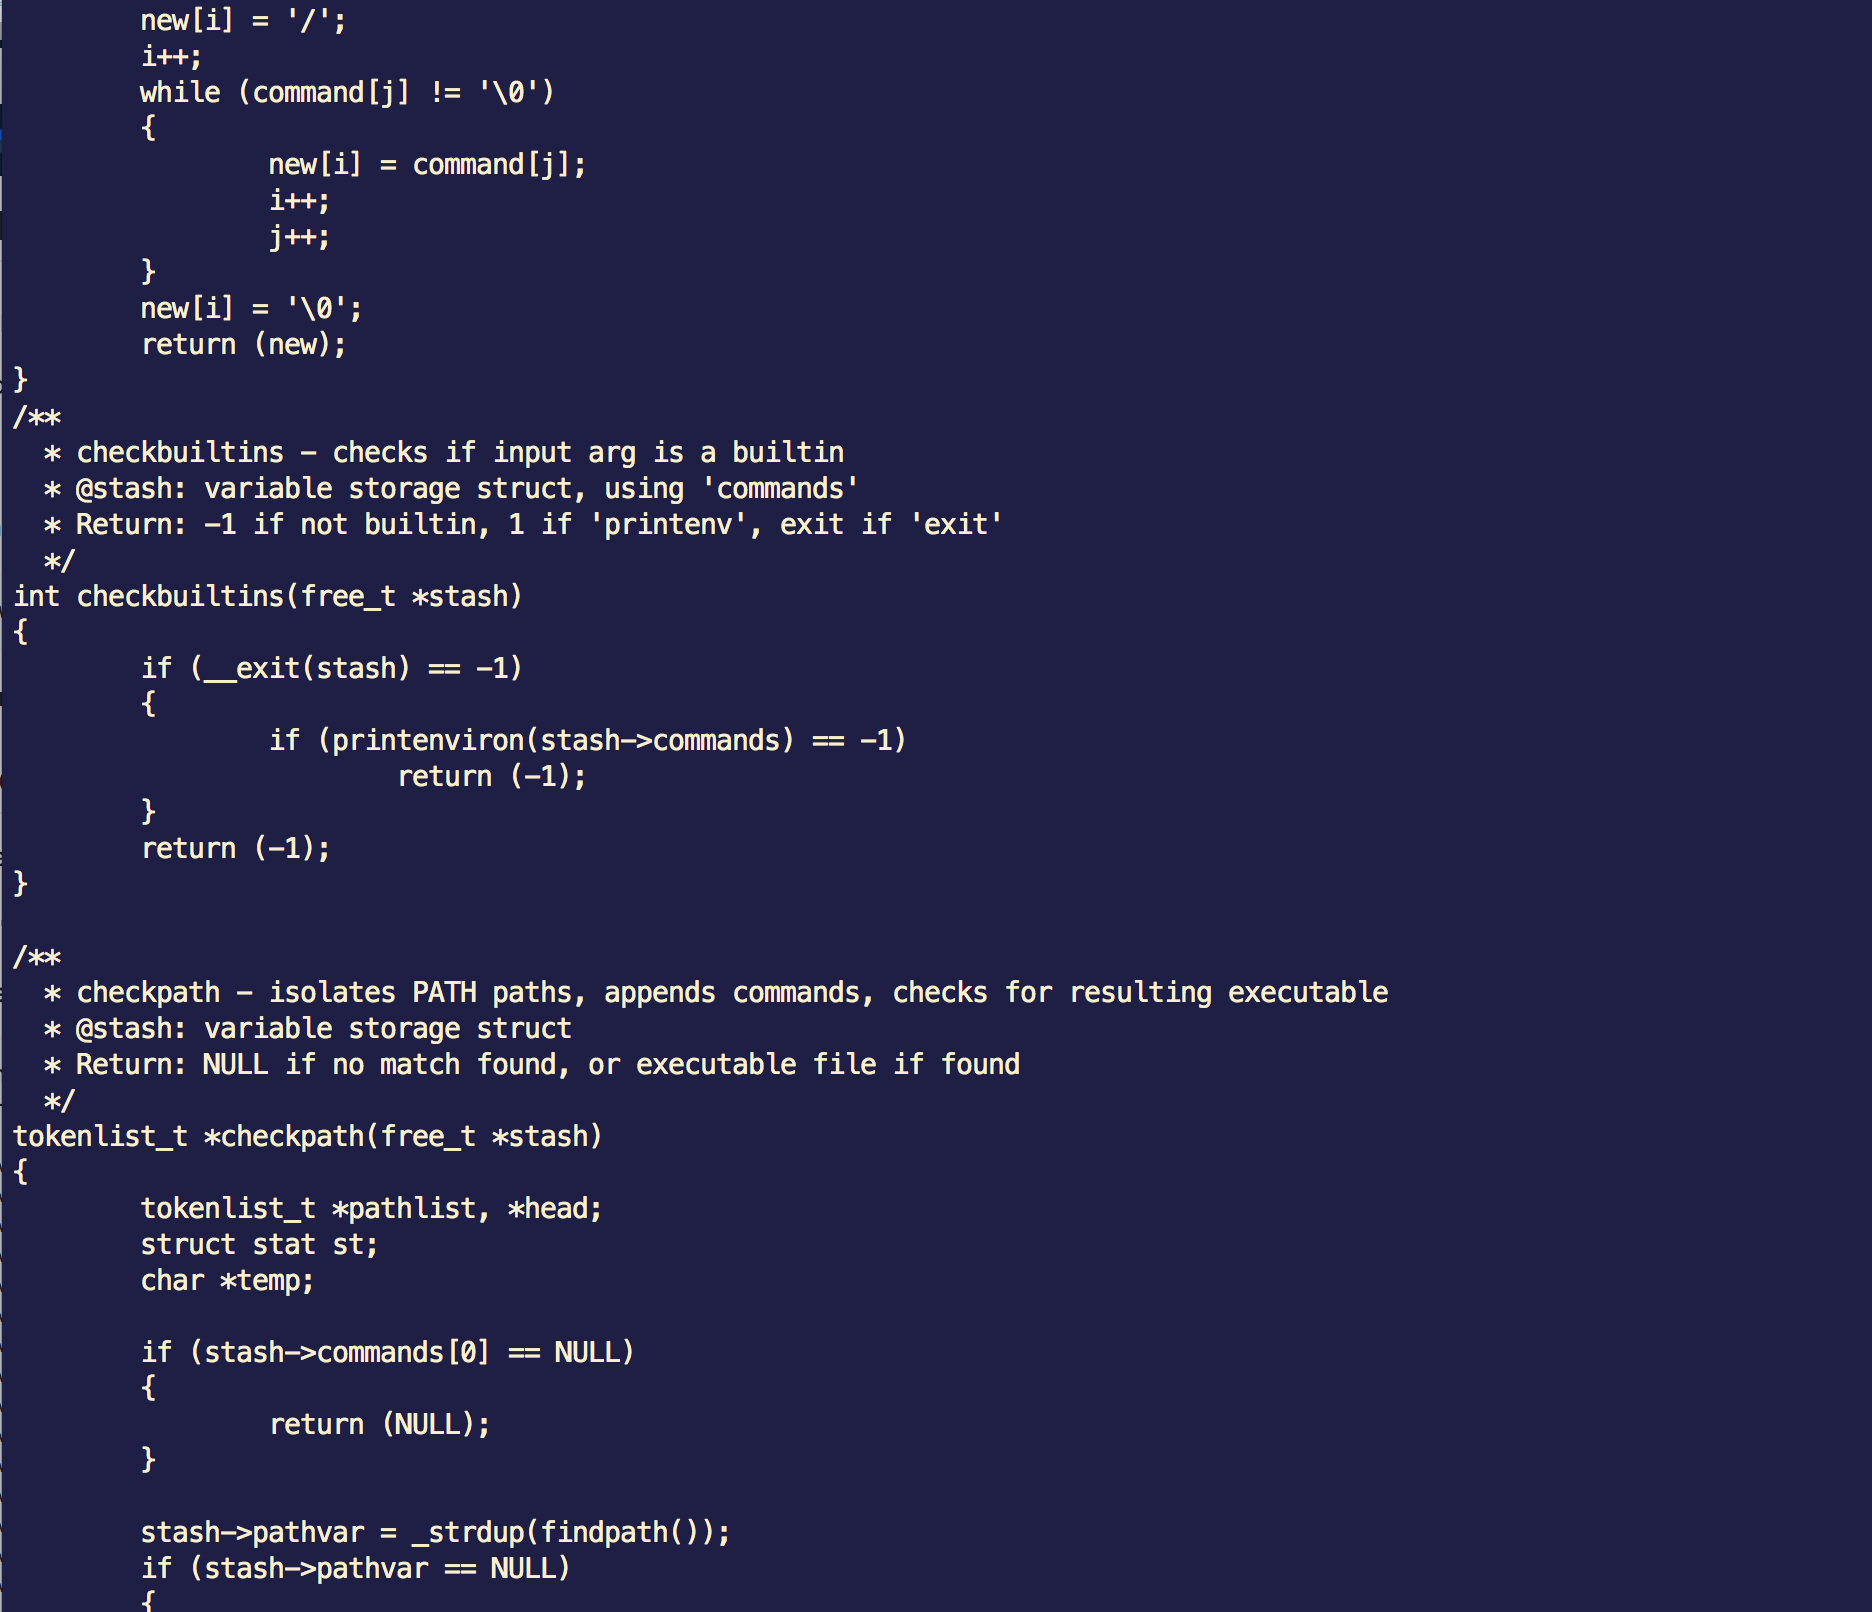 new[i] = '/';
i++;
while (command[j] != '\0')
{
new[i] = command[j];
i++;
j++;
}
new[i] = '\0';
return (new);
}
/**
* checkbuiltins - checks if input arg is a builtin
* @stash: variable storage struct, using 'commands'
* Return: -1 if not builtin, 1 if 'printenv', exit if 'exit'
*/
int checkbuiltins(free_t *stash)
{
if (__exit(stash) == -1)
{
if (printenviron(stash->commands) == -1)
return (-1);
}
return (-1);
}
/**
* checkpath - isolates PATH paths, appends commands, checks for resulting executable
* @stash: variable storage struct
* Return: NULL if no match found, or executable file if found
*/
tokenlist_t *checkpath(free_t *stash)
{
tokenlist_t *pathlist, *head;
struct stat st;
char *temp;
if (stash->commands[0] == NULL)
{
return (NULL);
}
stash->pathvar = _strdup(findpath());
if (stash->pathvar == NULL)
{